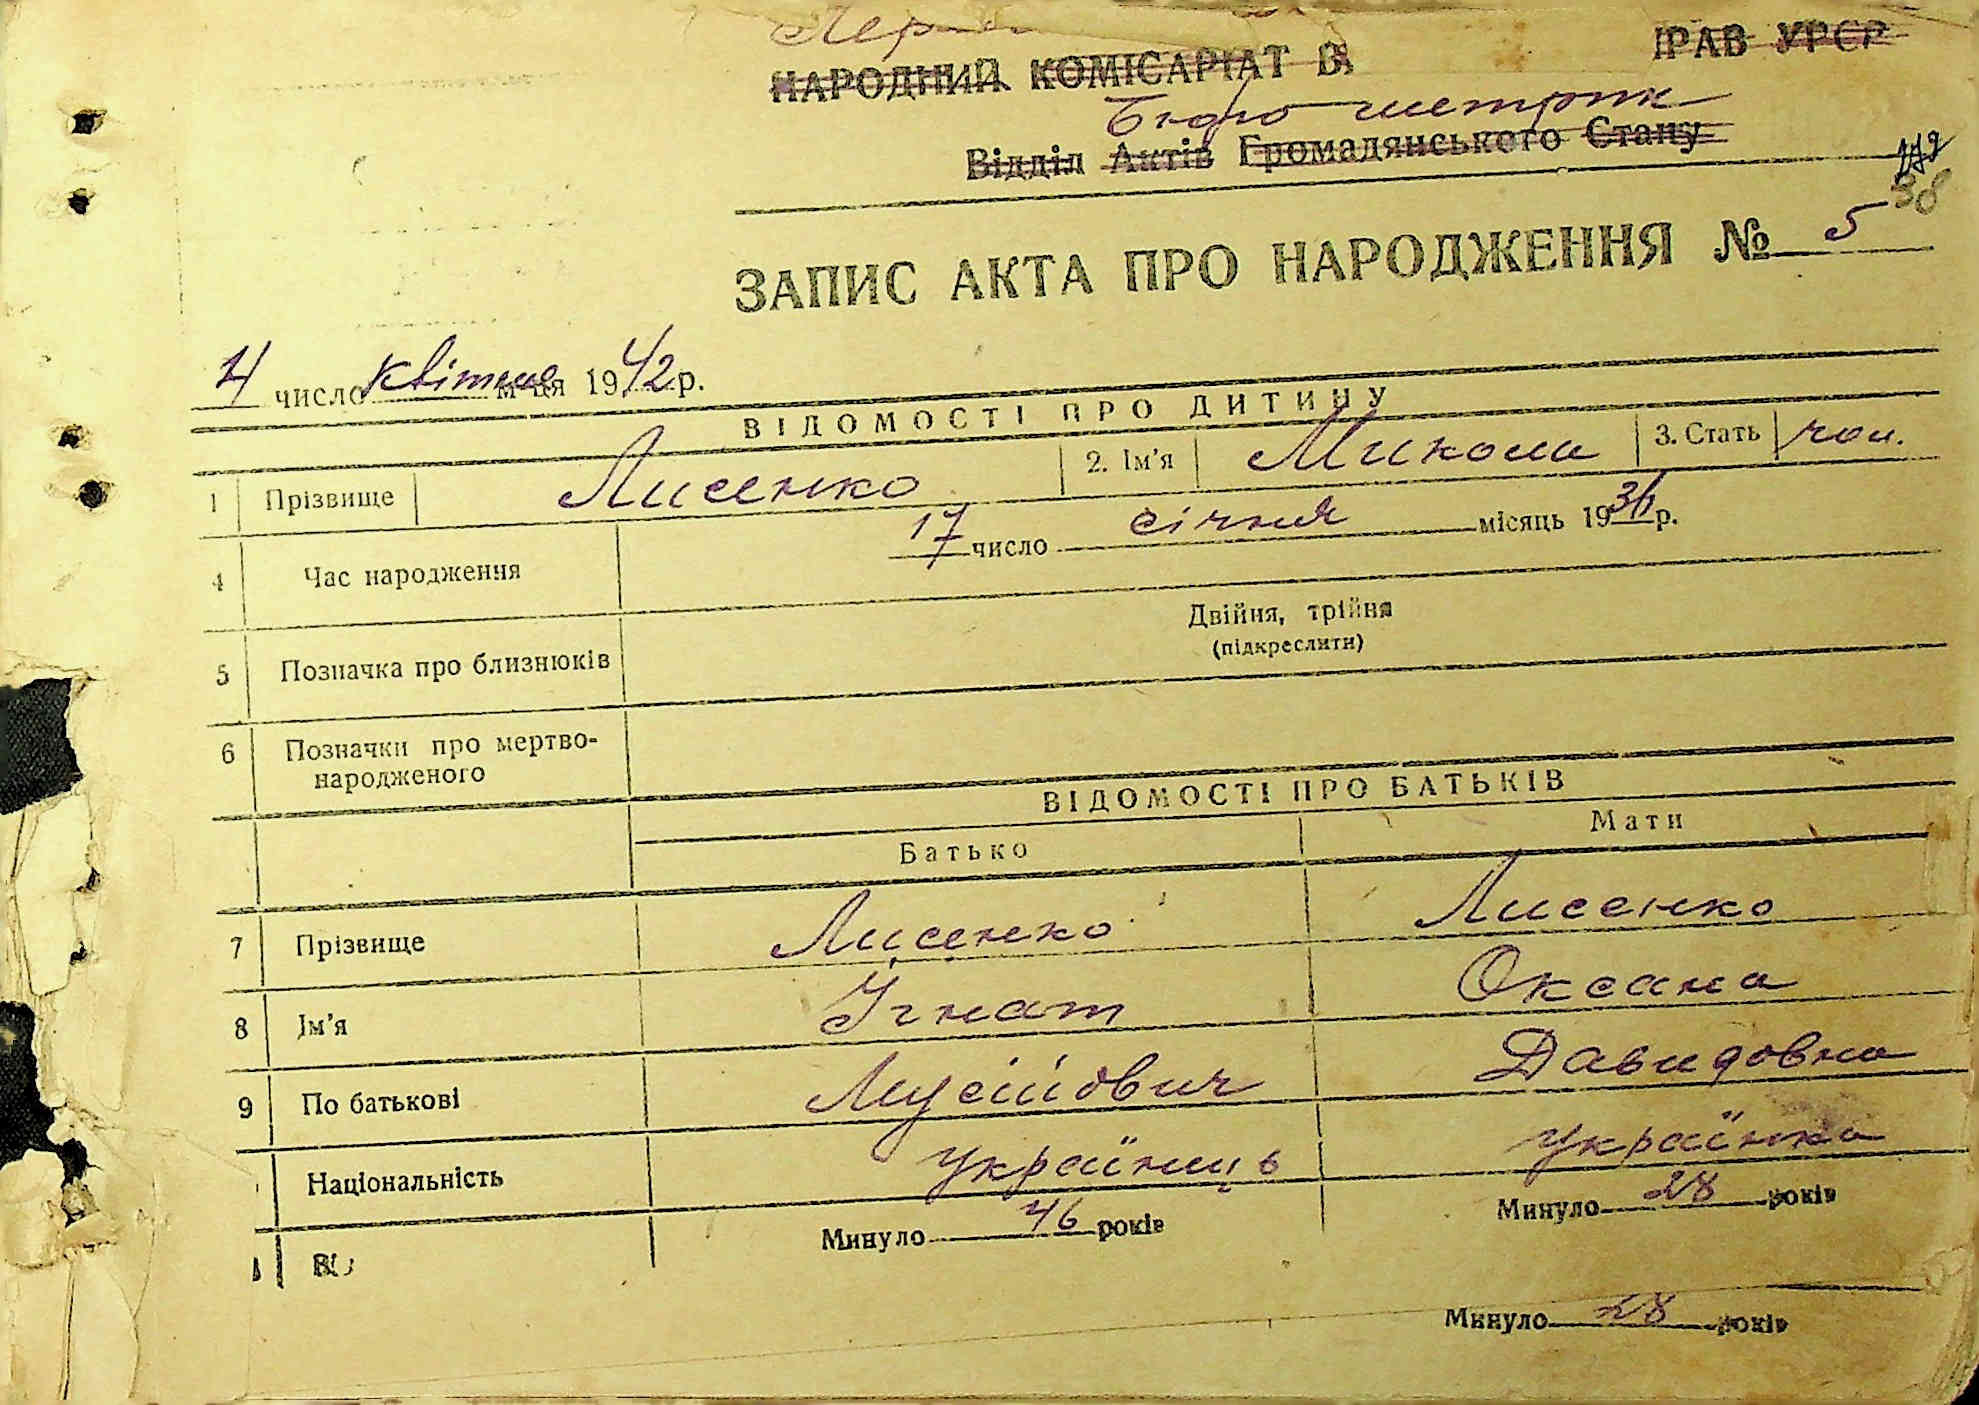 НАРОДНИЙ КОМІСАРІАТ В ПРАВ УРСР
Бюро метрик
Відділ Актів Громадянського Стану
38
ЗАПИС АКТА ПРО НАРОДЖЕННЯ № 5
4 число квітня м-ця 1942 р.
ВІДОМОСТІ ПРО ДИТИНУ
1 Прізвище Лисенко 2. Ім'я Микола 3. Стать чол.
4 Час народження 17 число січня місяць 1936 р.
5 Позначка про близнюків Двійня, трійня
(підкреслити)
6 Позначки про мертво-
народженого
ВІДОМОСТІ ПРО БАТЬКІВ
Батько Мати
7 Прізвище Лисенко Лисенко
8 Ім'я Ігнат Оксана
9 По батькові Мусійович Давидовна
Національність українець українка
Минуло 46 років Минуло 28 років
Минуло 28 років